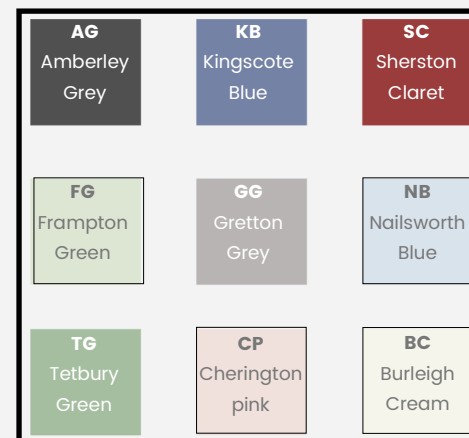 AG
Amberley
Grey
KB
Kingscote
Blue
SC
Sherston
Claret
FG
Frampton
Green
GG
Gretton
Grey
NB
Nailsworth
Blue
TG
Tetbury
Green
CP
Cherington
pink
BC
Burleigh
Cream